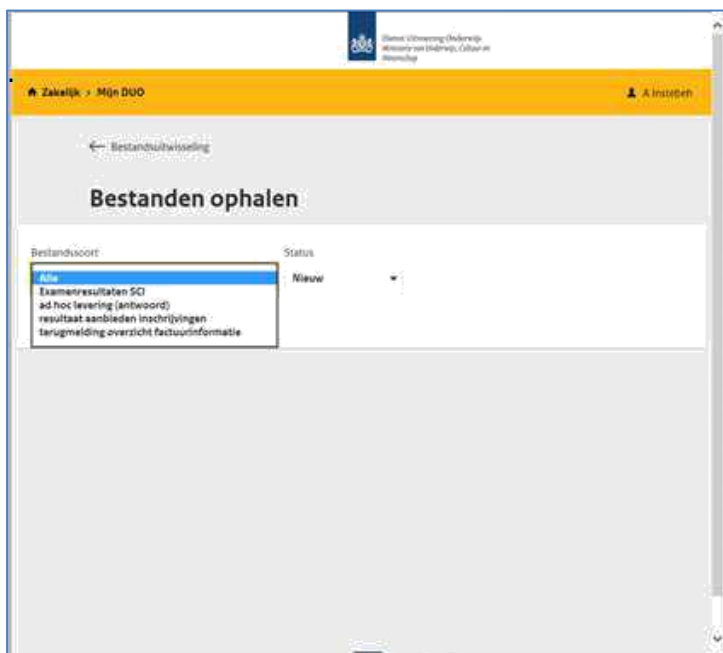 Dienst Uitvoering Onderwijs
Ministerie van Onderwijs, Cultuur en
Wetenschap
Zakelijk > Mijn DUO
A Instebeh
← Bestandsuitwisseling
Bestanden ophalen
Bestandssoort
Status
Alle
Nieuw
Examenresultaten SCI
ad hoc levering (antwoord)
resultaat aanbieden inschrijvingen
terugmelding overzicht factuurinformatie